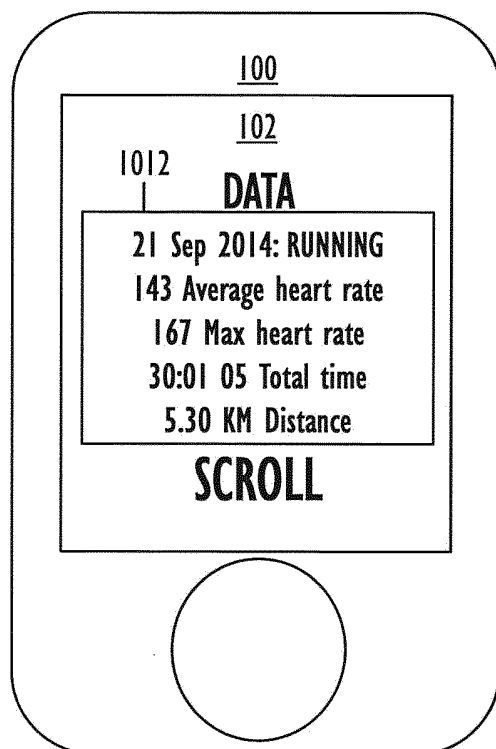 100
102
1012
DATA
21 Sep 2014: RUNNING
143 Average heart rate
167 Max heart rate
30:01 05 Total time
5.30 KM Distance
SCROLL